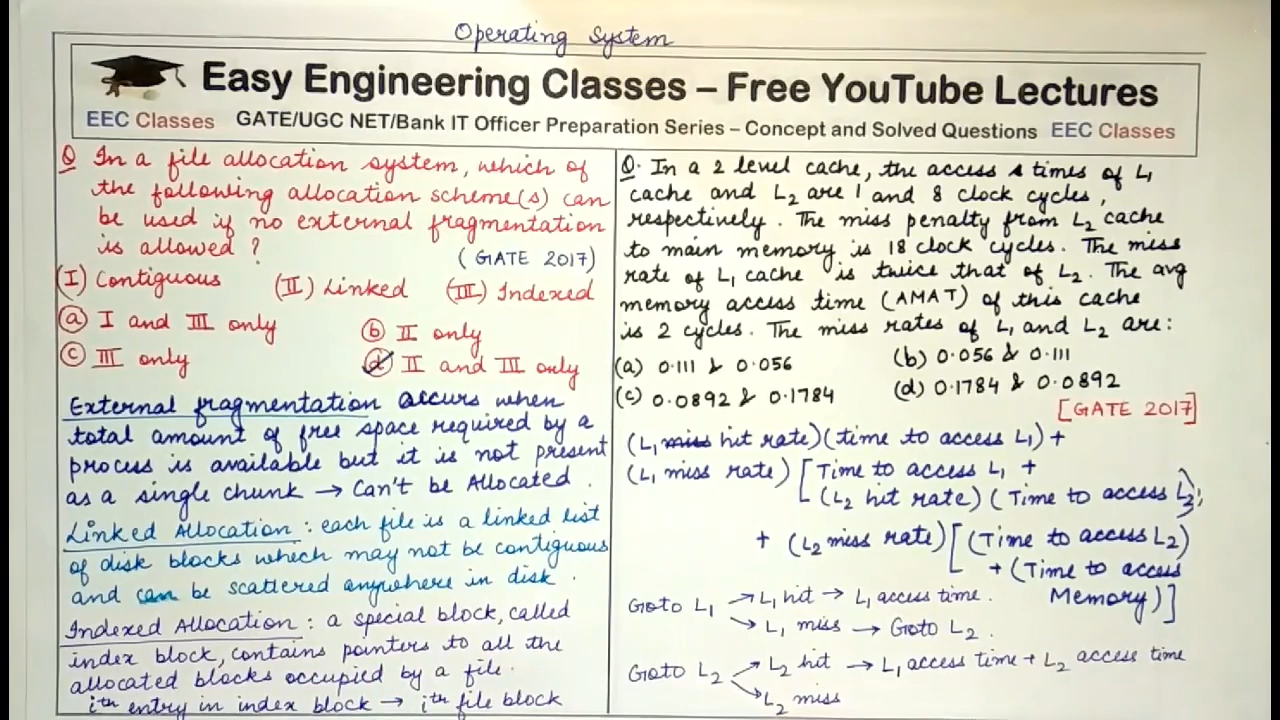 Operating System
Easy Engineering Classes – Free YouTube Lectures
EEC Classes GATE/UGC NET/Bank IT Officer Preparation Series – Concept and Solved Questions EEC Classes
Q In a file allocation system, which of
the following allocation scheme(s) can
be used if no external fragmentation
is allowed ?
(GATE 2017)
(I) Contiguous (II) Linked (III) Indexed
(a) I and III only (b) II only
(c) III only (d) II and III only
External fragmentation occurs when
total amount of free space required by a
process is available but it is not present
as a single chunk → Can't be Allocated.
Linked Allocation : each file is a linked list
of disk blocks which may not be contiguous
and can be scattered anywhere in disk.
Indexed Allocation : a special block, called
index block, contains pointers to all the
allocated blocks occupied by a file.
ith entry in index block → ith file block
Q. In a 2 level cache, the access times of L1
cache and L2 are 1 and 8 clock cycles,
respectively. The miss penalty from L2 cache
to main memory is 18 clock cycles. The miss
rate of L1 cache is twice that of L2. The avg
memory access time (AMAT) of this cache
is 2 cycles. The miss rates of L1 and L2 are:
(a) 0.111 & 0.056 (b) 0.056 & 0.111
(c) 0.0892 & 0.1784 (d) 0.1784 & 0.0892
[GATE 2017]
(L1 miss hit rate)(time to access L1) +
(L1 miss rate) [Time to access L1 +
(L2 hit rate) (Time to access L2)
+ (L2 miss rate) [(Time to access L2)
+ (Time to access
Memory)]
Goto L1 → L1 hit → L1 access time.
→ L1 miss → Goto L2.
Goto L2 → L2 hit → L1 access time + L2 access time
→ L2 miss